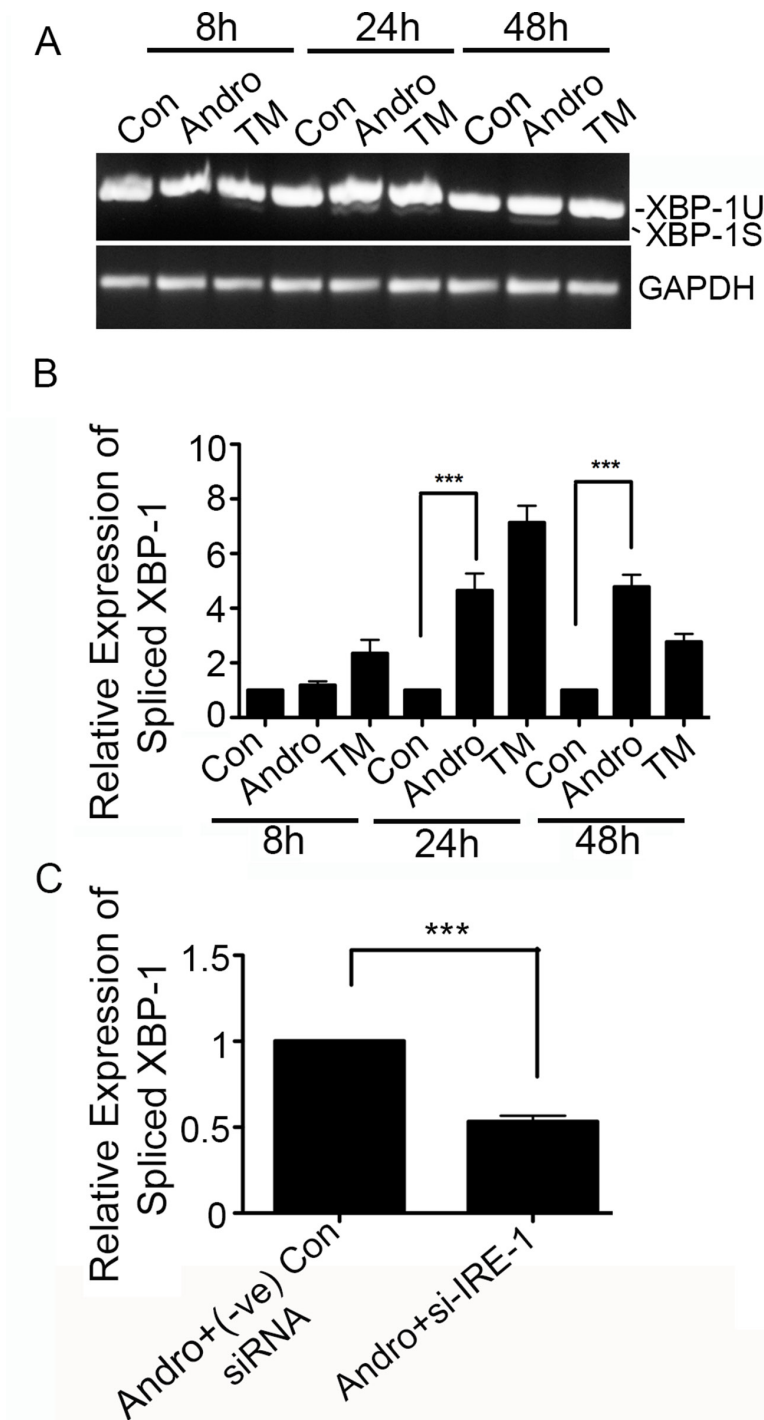 A
8h 24h 48h
Con Andro TM Con Andro TM Con Andro TM
-XBP-1U
XBP-1S
GAPDH
B
Relative Expression of
Spliced XBP-1
10
8
6
4
2
0
*** ***
Con Andro TM Con Andro TM Con Andro TM
8h 24h 48h
C
Relative Expression of
Spliced XBP-1
1.5
1
0.5
0
***
Andro+(-ve) Con
siRNA
Andro+si-IRE-1